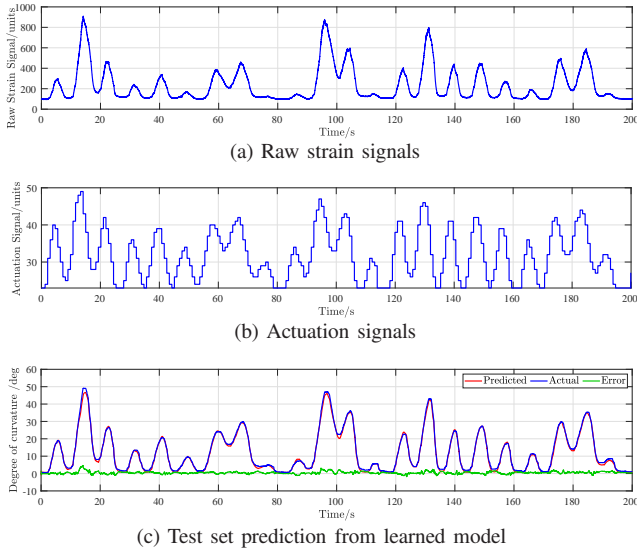 1000
800
600
400
200
0
Raw Strain Signal/units
0 20 40 60 80 100 120 140 160 180 200
Time/s
(a) Raw strain signals
50
40
30
Actuation Signal/units
0 20 40 60 80 100 120 140 160 180 200
Time/s
(b) Actuation signals
60
50
40
30
20
10
0
-10
Degree of curvature /deg
Predicted Actual Error
0 20 40 60 80 100 120 140 160 180 200
Time/s
(c) Test set prediction from learned model